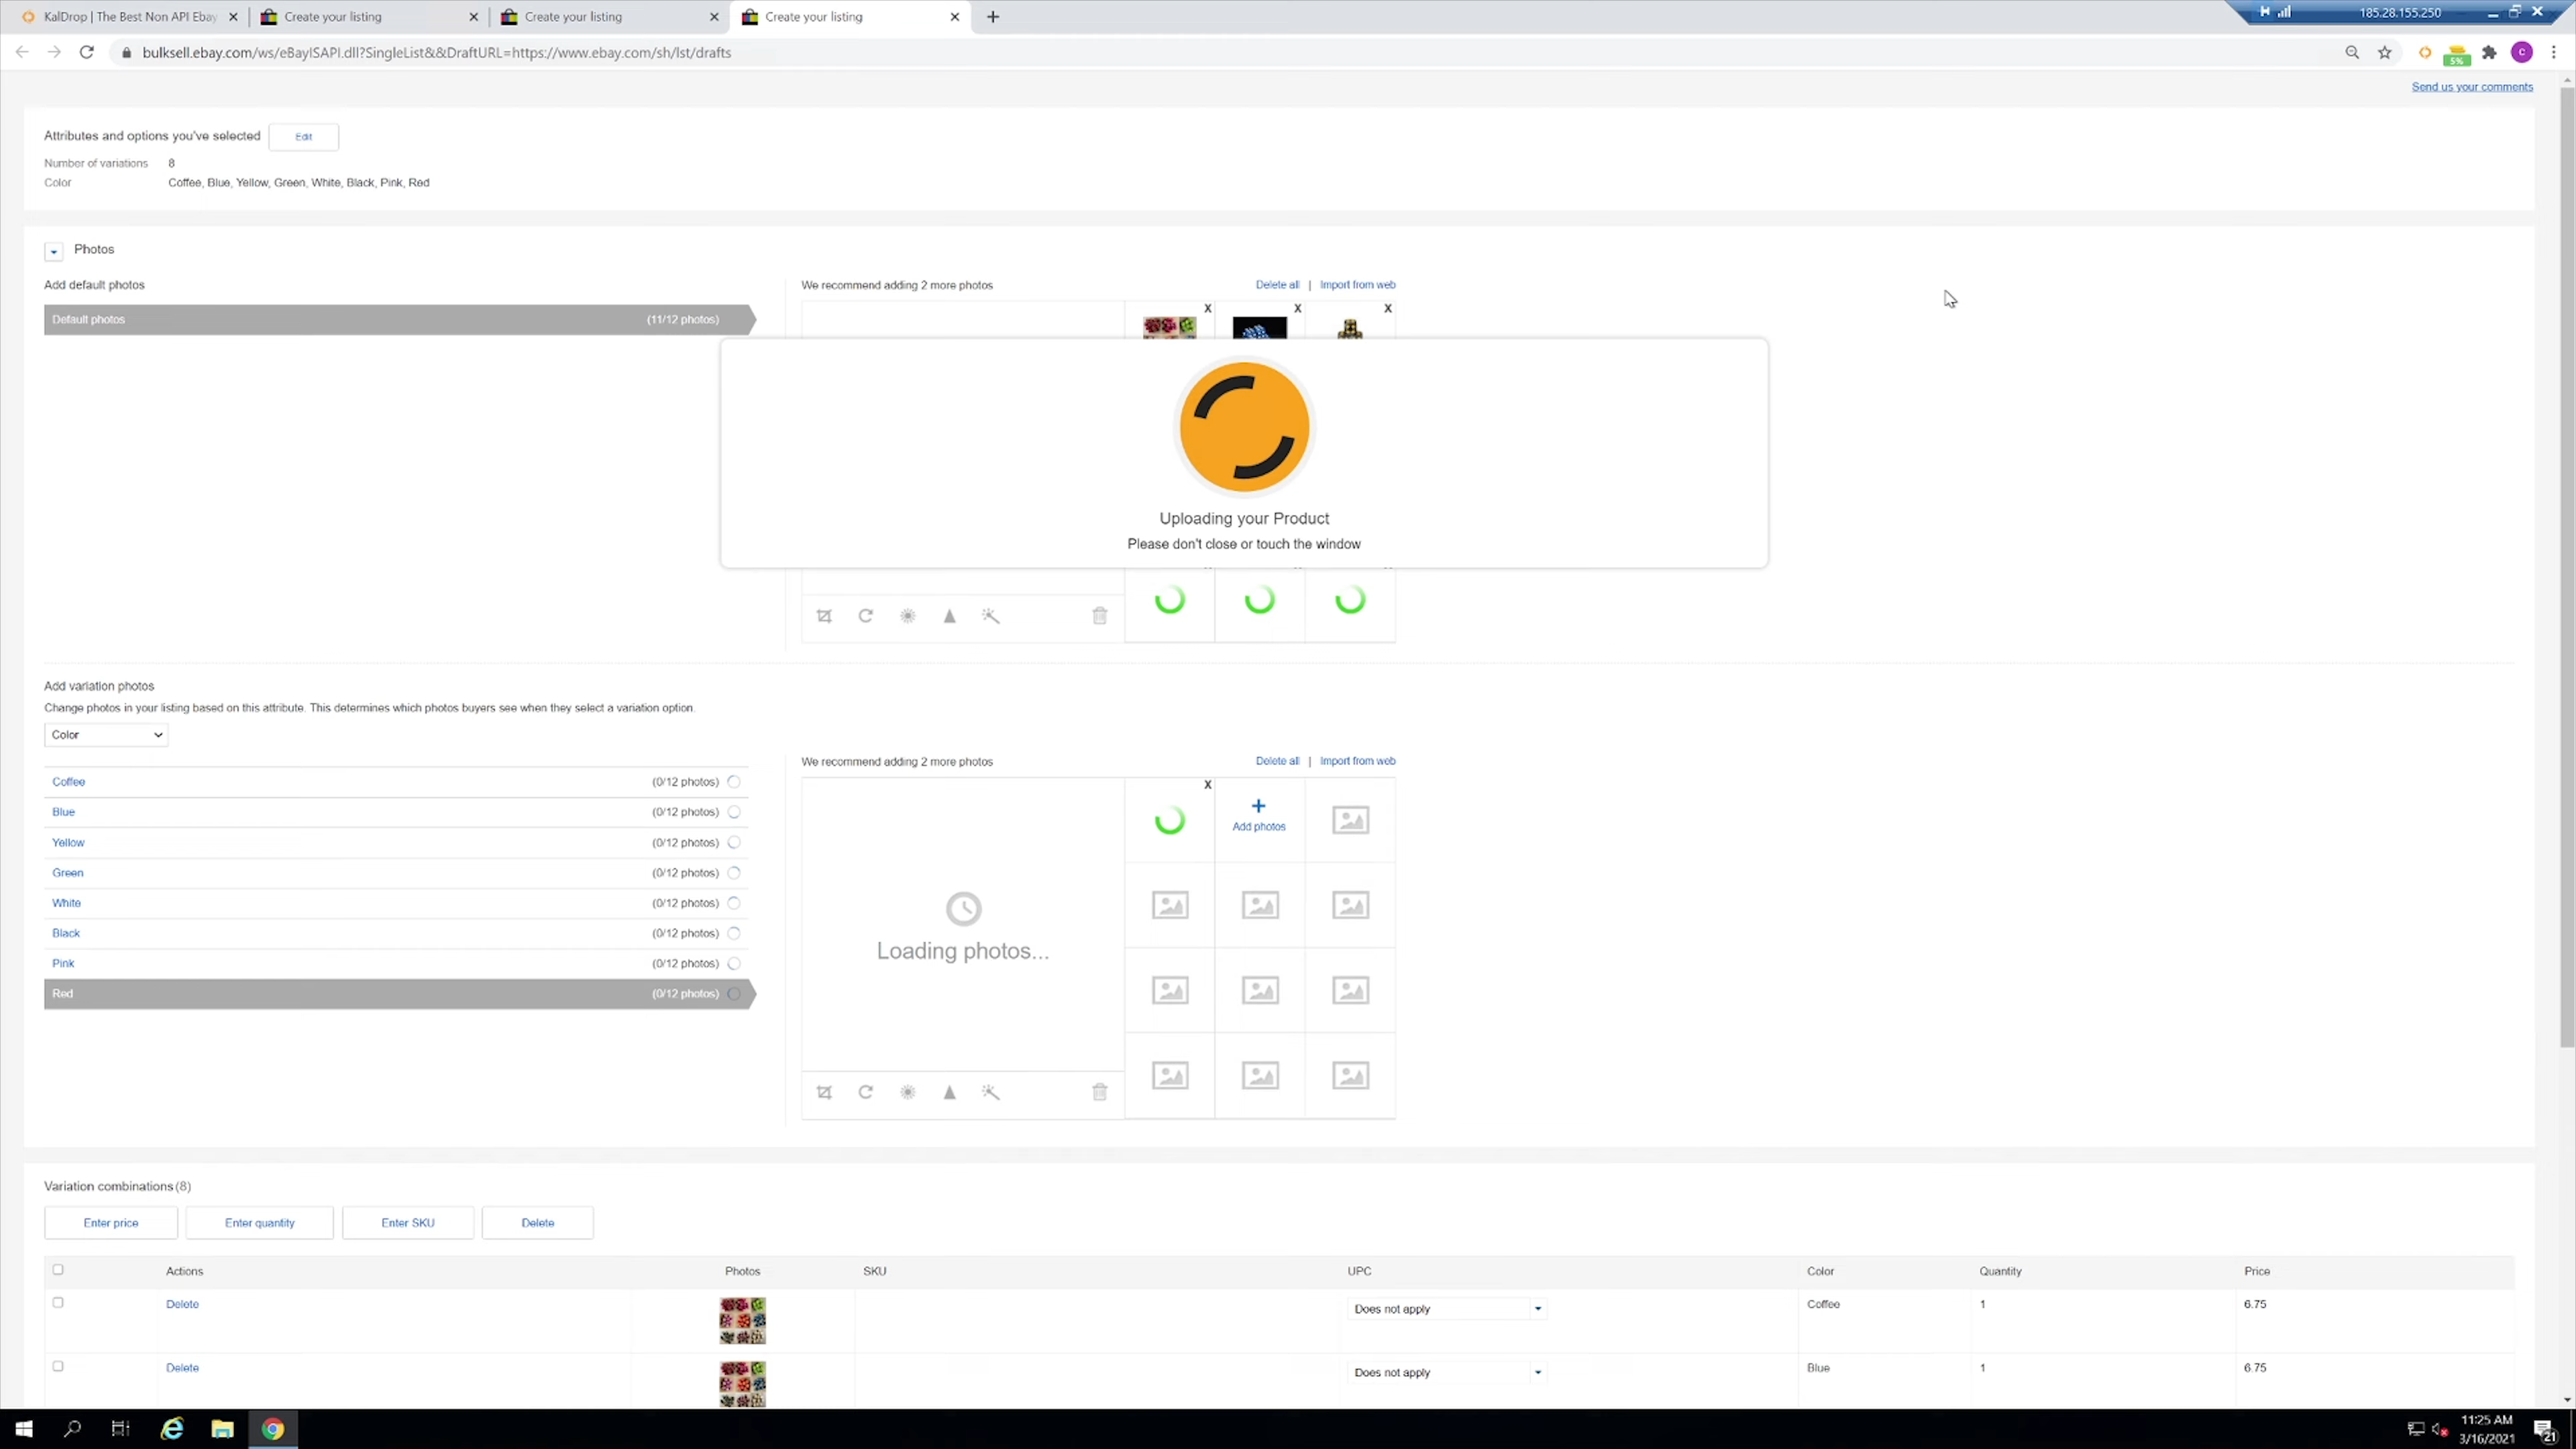 KalDrop | The Best Non API Ebay
Create your listing
Create your listing
Create your listing
185.28.155.250
bulksell.ebay.com/ws/eBayISAPI.dll?SingleList&&DraftURL=https://www.ebay.com/sh/lst/drafts
5%
C
Send us your comments
Attributes and options you've selected
Edit
Number of variations 8
Color Coffee, Blue, Yellow, Green, White, Black, Pink, Red
Photos
Add default photos
We recommend adding 2 more photos
Delete all | Import from web
Default photos (11/12 photos)
X X X
Uploading your Product
Please don't close or touch the window
Add variation photos
Change photos in your listing based on this attribute. This determines which photos buyers see when they select a variation option.
Color
We recommend adding 2 more photos
Delete all | Import from web
Coffee (0/12 photos)
Blue (0/12 photos)
Yellow (0/12 photos)
Green (0/12 photos)
White (0/12 photos)
Black (0/12 photos)
Pink (0/12 photos)
Red (0/12 photos)
X
Add photos
Loading photos...
Variation combinations (8)
Enter price
Enter quantity
Enter SKU
Delete
Actions Photos SKU UPC Color Quantity Price
Delete Does not apply Coffee 1 6.75
Delete Does not apply Blue 1 6.75
11:25 AM
3/16/2021
21